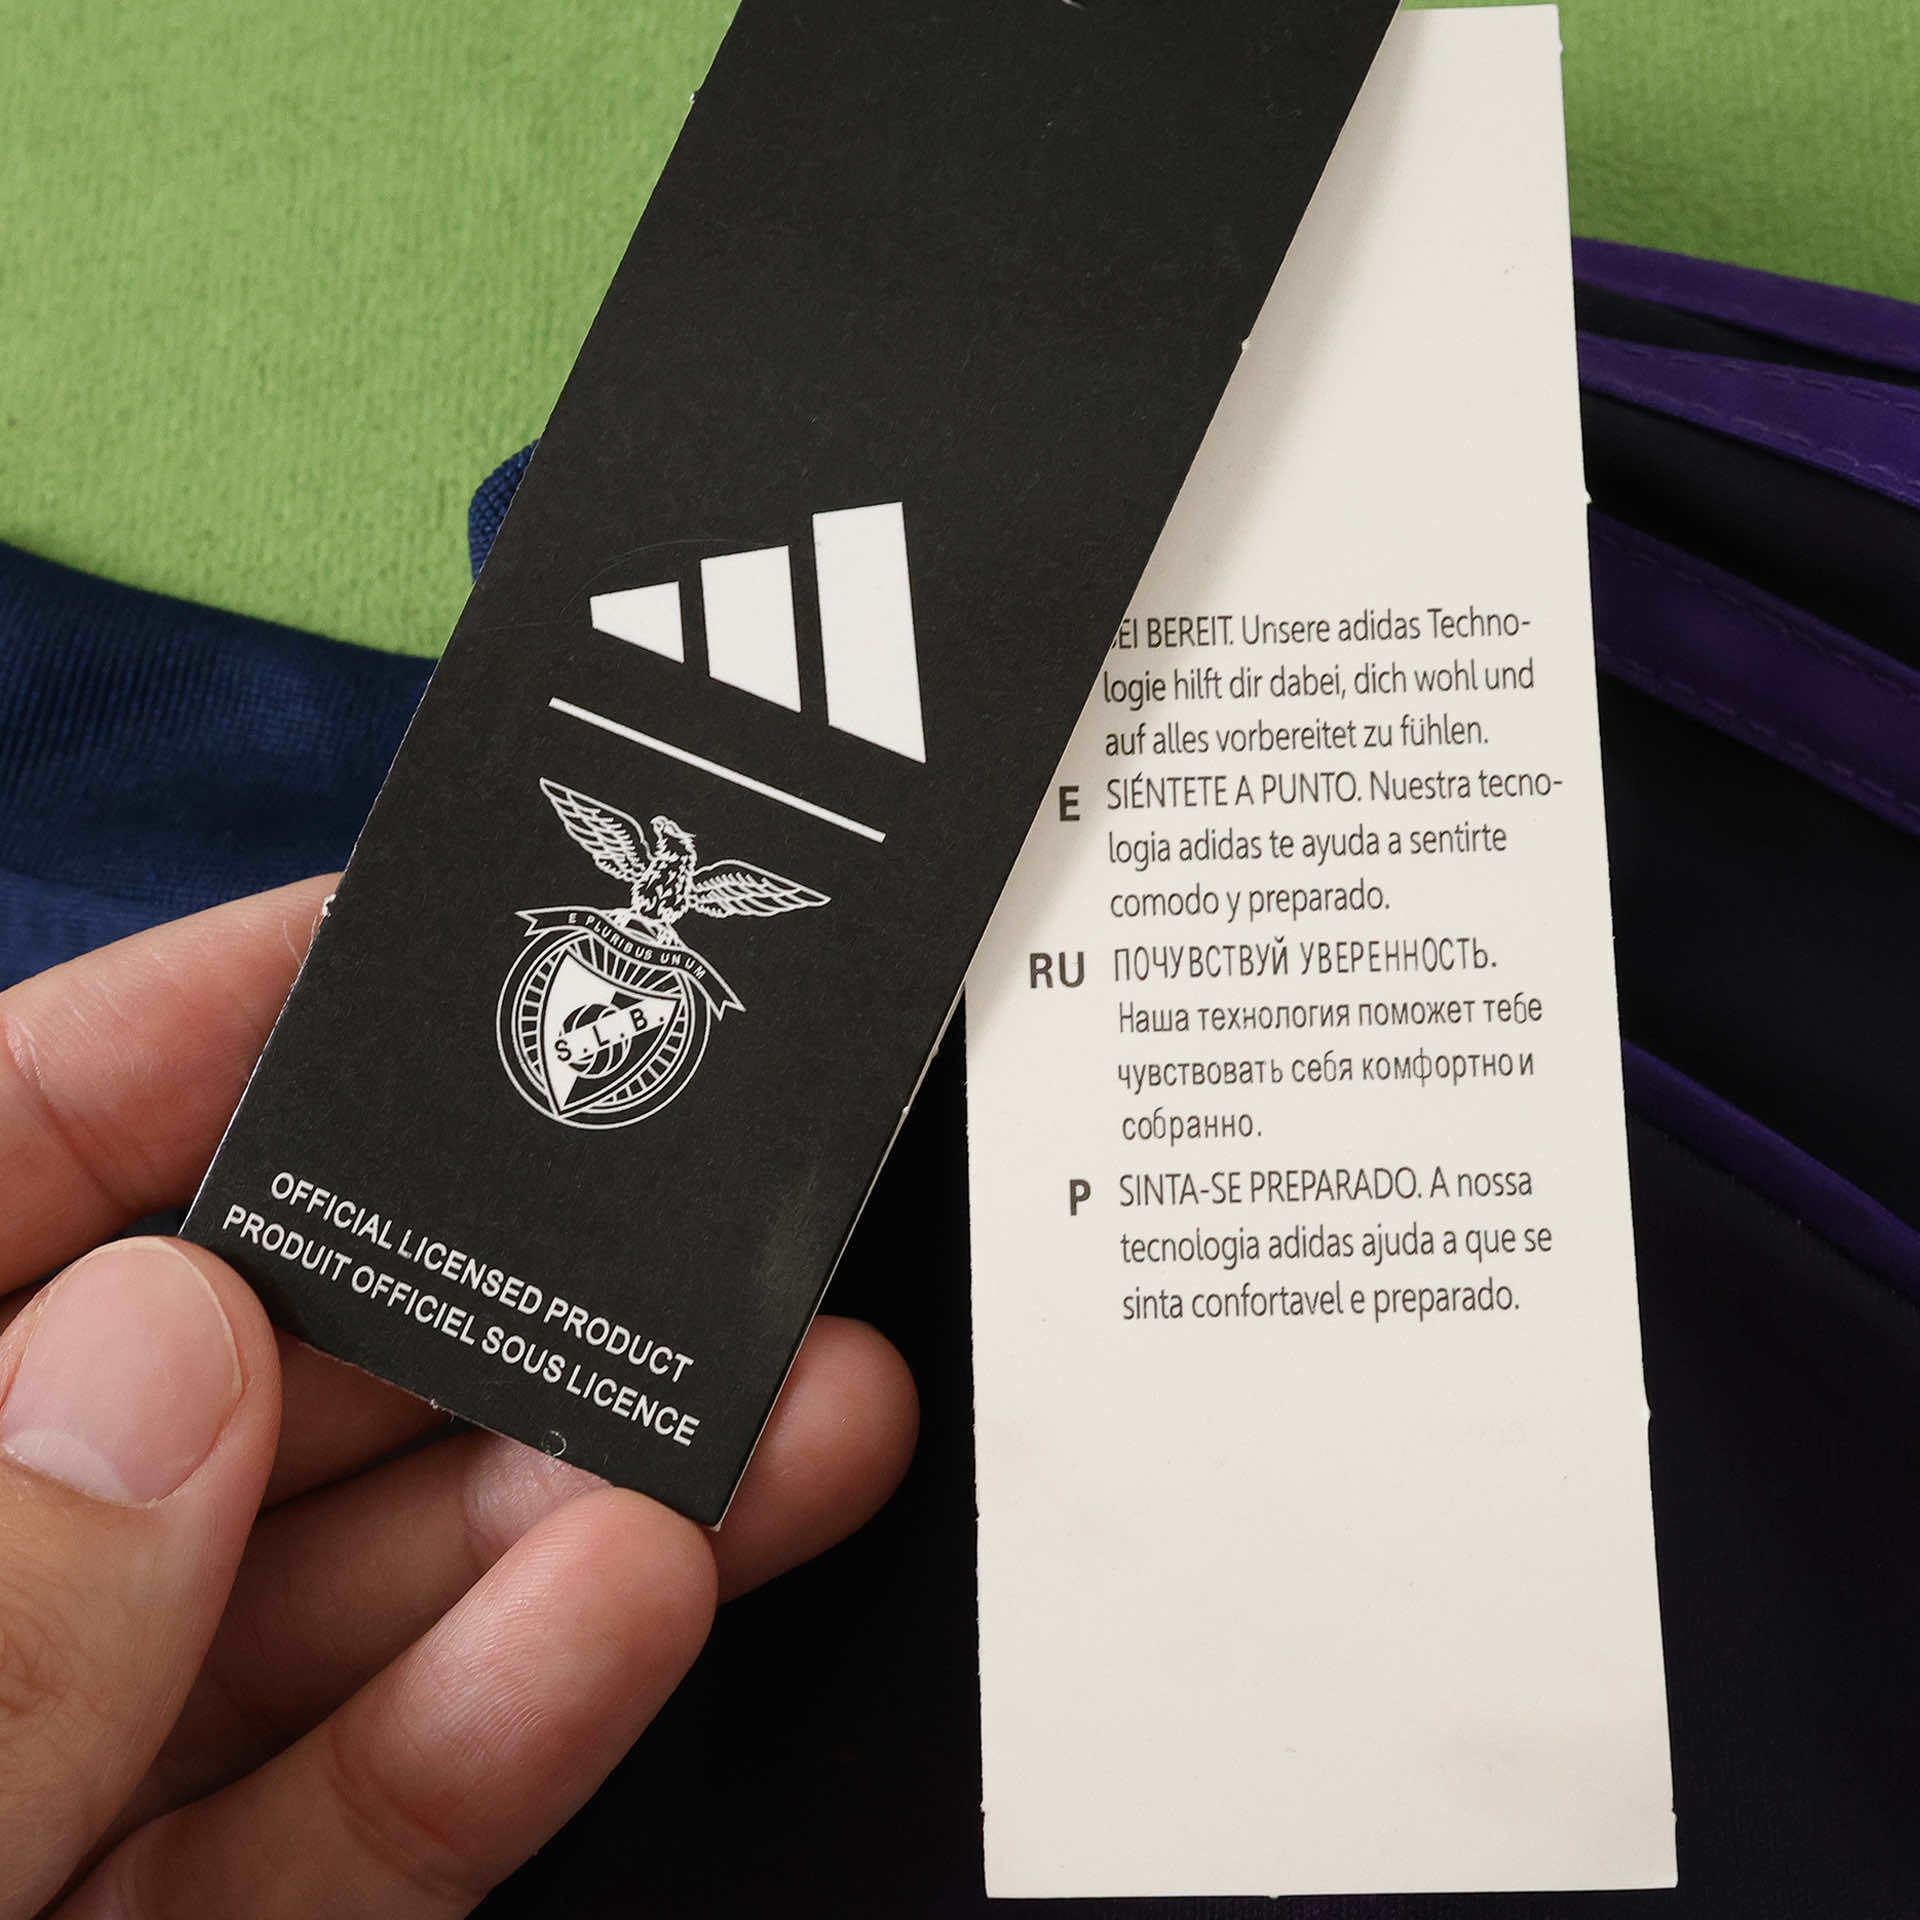 E PLURIBUS UNUM
S.L.B.
OFFICIAL LICENSED PRODUCT
PRODUIT OFFICIEL SOUS LICENCE
BEREIT. Unsere adidas Techno-
logie hilft dir dabei, dich wohl und
auf alles vorbereitet zu fühlen.
E SIÉNTETE A PUNTO. Nuestra tecno-
logia adidas te ayuda a sentirte
comodo y preparado.
RU ПОЧУВСТВУЙ УВЕРЕННОСТЬ.
Наша технология поможет тебе
чувствовать себя комфортно и
собранно.
P SINTA-SE PREPARADO. A nossa
tecnologia adidas ajuda a que se
sinta confortavel e preparado.